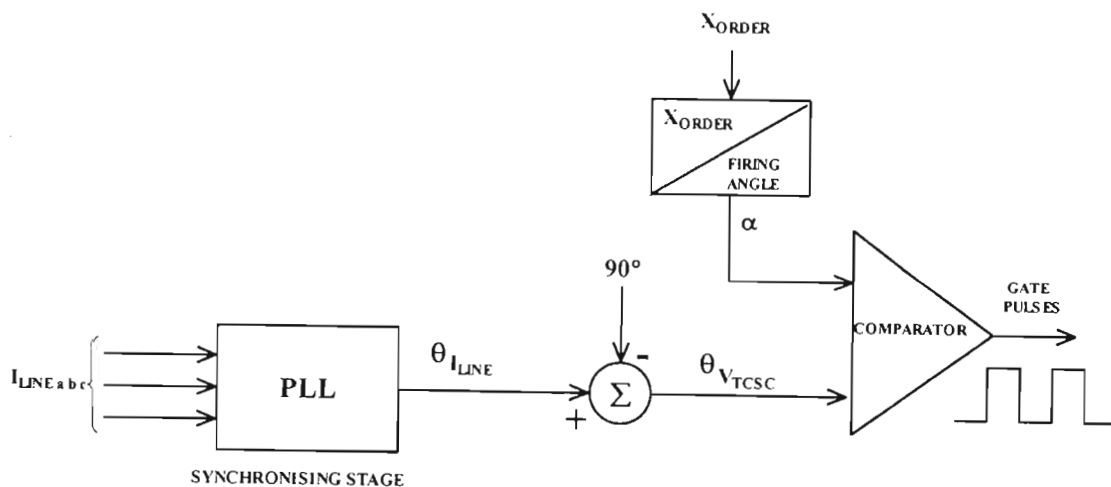 X_ORDER
X_ORDER
FIRING
ANGLE
α
90°
-
GATE
PULSES
COMPARATOR
I_LINE a b c
PLL
θ_I_LINE
Σ
+
θ_V_TCSC
SYNCHRONISING STAGE